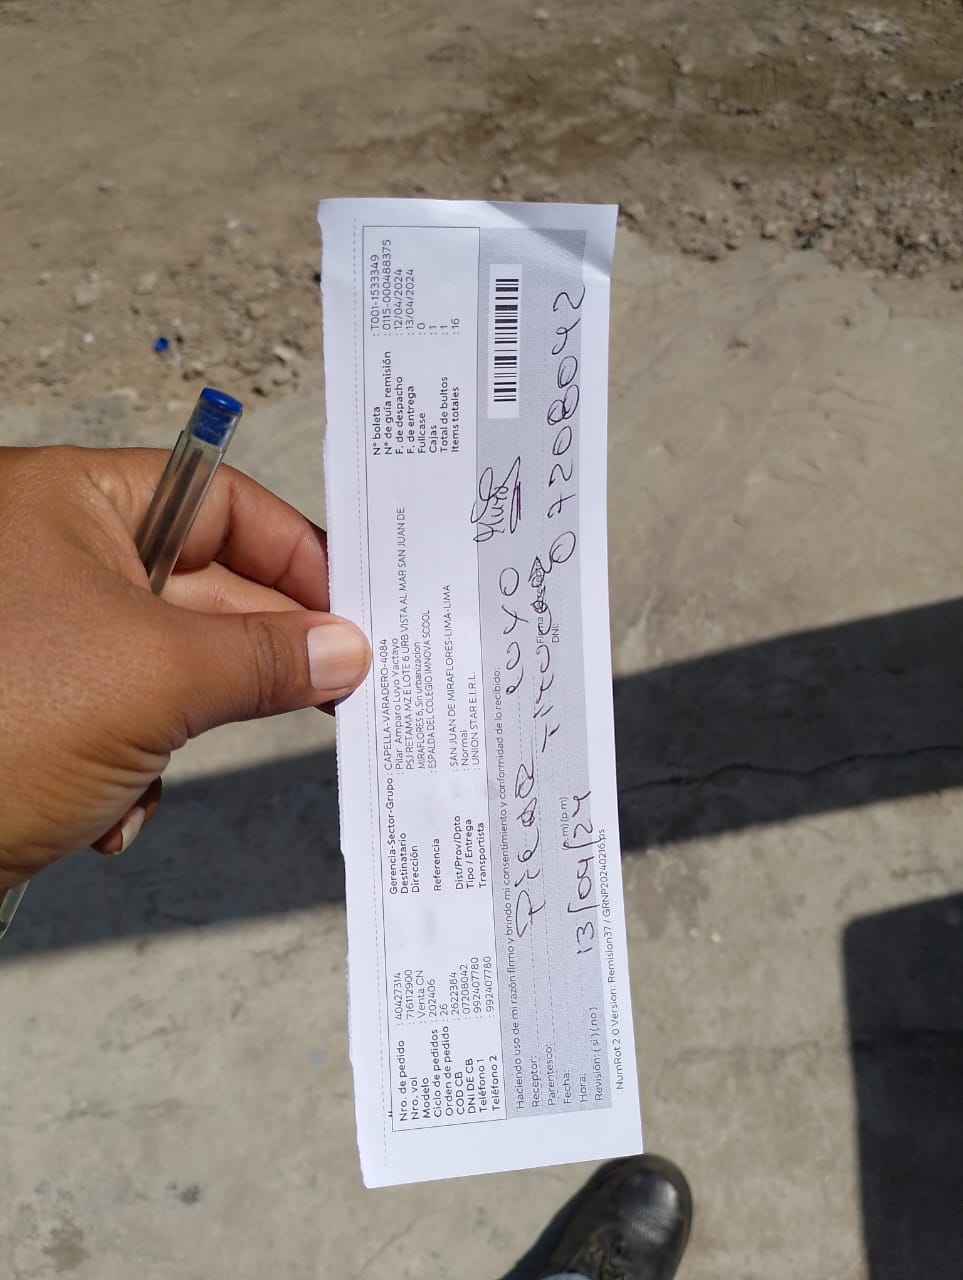 Nro. de pedido : 40427314
Nro. vol : 716112900
Modelo : Venta CN
Ciclo de pedidos : 202406
Orden de pedido : 26
COD CB : 2622384
DNI DE CB : 07208042
Teléfono 1 : 992407780
Teléfono 2 : 992407780
Gerencia-Sector-Grupo : CAPELLA-VARADERO-4084
Destinatario : Pilar Amparo Luyo Yactayo
Dirección : PSJ RETAMA MZ E LOTE 6 URB VISTA AL MAR SAN JUAN DE
MIRAFLORES 6, Sin urbanizacion
Referencia : ESPALDA DEL COLEGIO IMNOVA SCOOL
Dist/Prov/Dpto : SAN JUAN DE MIRAFLORES-LIMA-LIMA
Tipo / Entrega : Normal
Transportista : UNION STAR E.I.R.L
N° boleta : T001-1533349
N° de guía remisión : 0115-000488375
F. de despacho : 12/04/2024
F. de entrega : 13/04/2024
Fullcase : 0
Cajas : 1
Total de bultos : 1
Items totales : 16
Haciendo uso de mi razón firmo y brindo mi consentimiento y conformidad de lo recibido:
Receptor: Luyo
Parentesco:
Firma
Fecha: 13/04/24
DNI: 07208042
Hora: (a.m) (p.m)
Revisión: ( si ) ( no )
NumRot 2.0 Version: Remision37 / GRNP20240216.ps